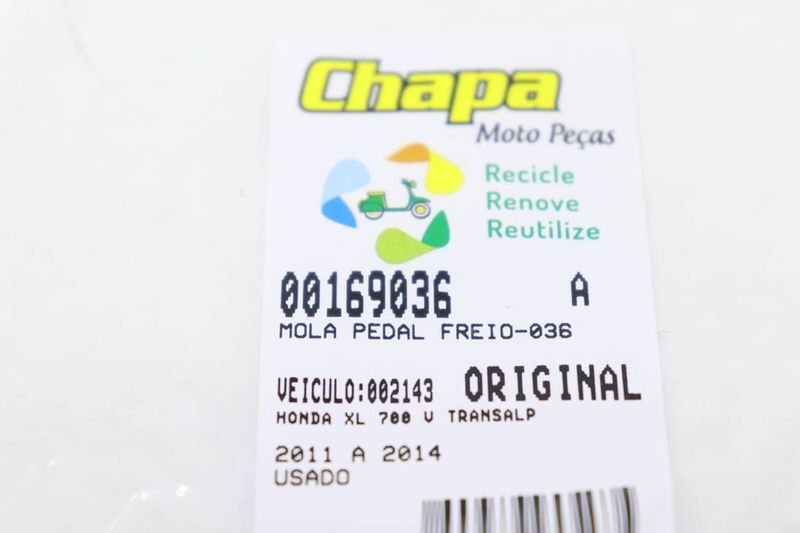 Chapa
Moto Peças
Recicle
Renove
Reutilize
00169036 A
MOLA PEDAL FREIO-036
VEICULO:002143 ORIGINAL
HONDA XL 700 V TRANSALP
2011 A 2014
USADO